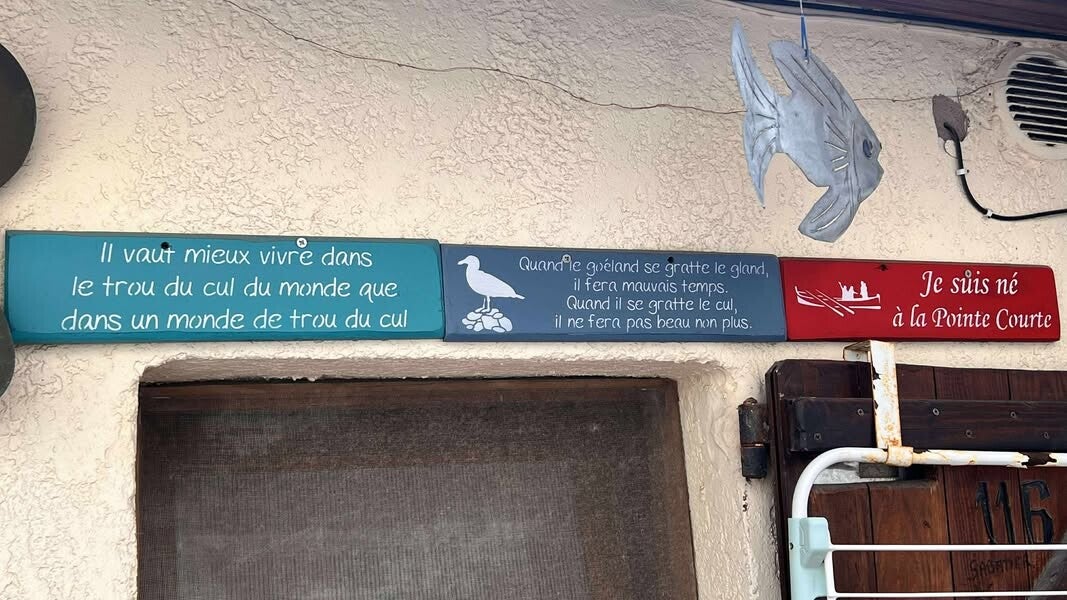 Il vaut mieux vivre dans
le trou du cul du monde que
dans un monde de trou du cul
Quand le goéland se gratte le gland,
il fera mauvais temps.
Quand il se gratte le cul,
il ne fera pas beau non plus.
Je suis né
à la Pointe Courte
116